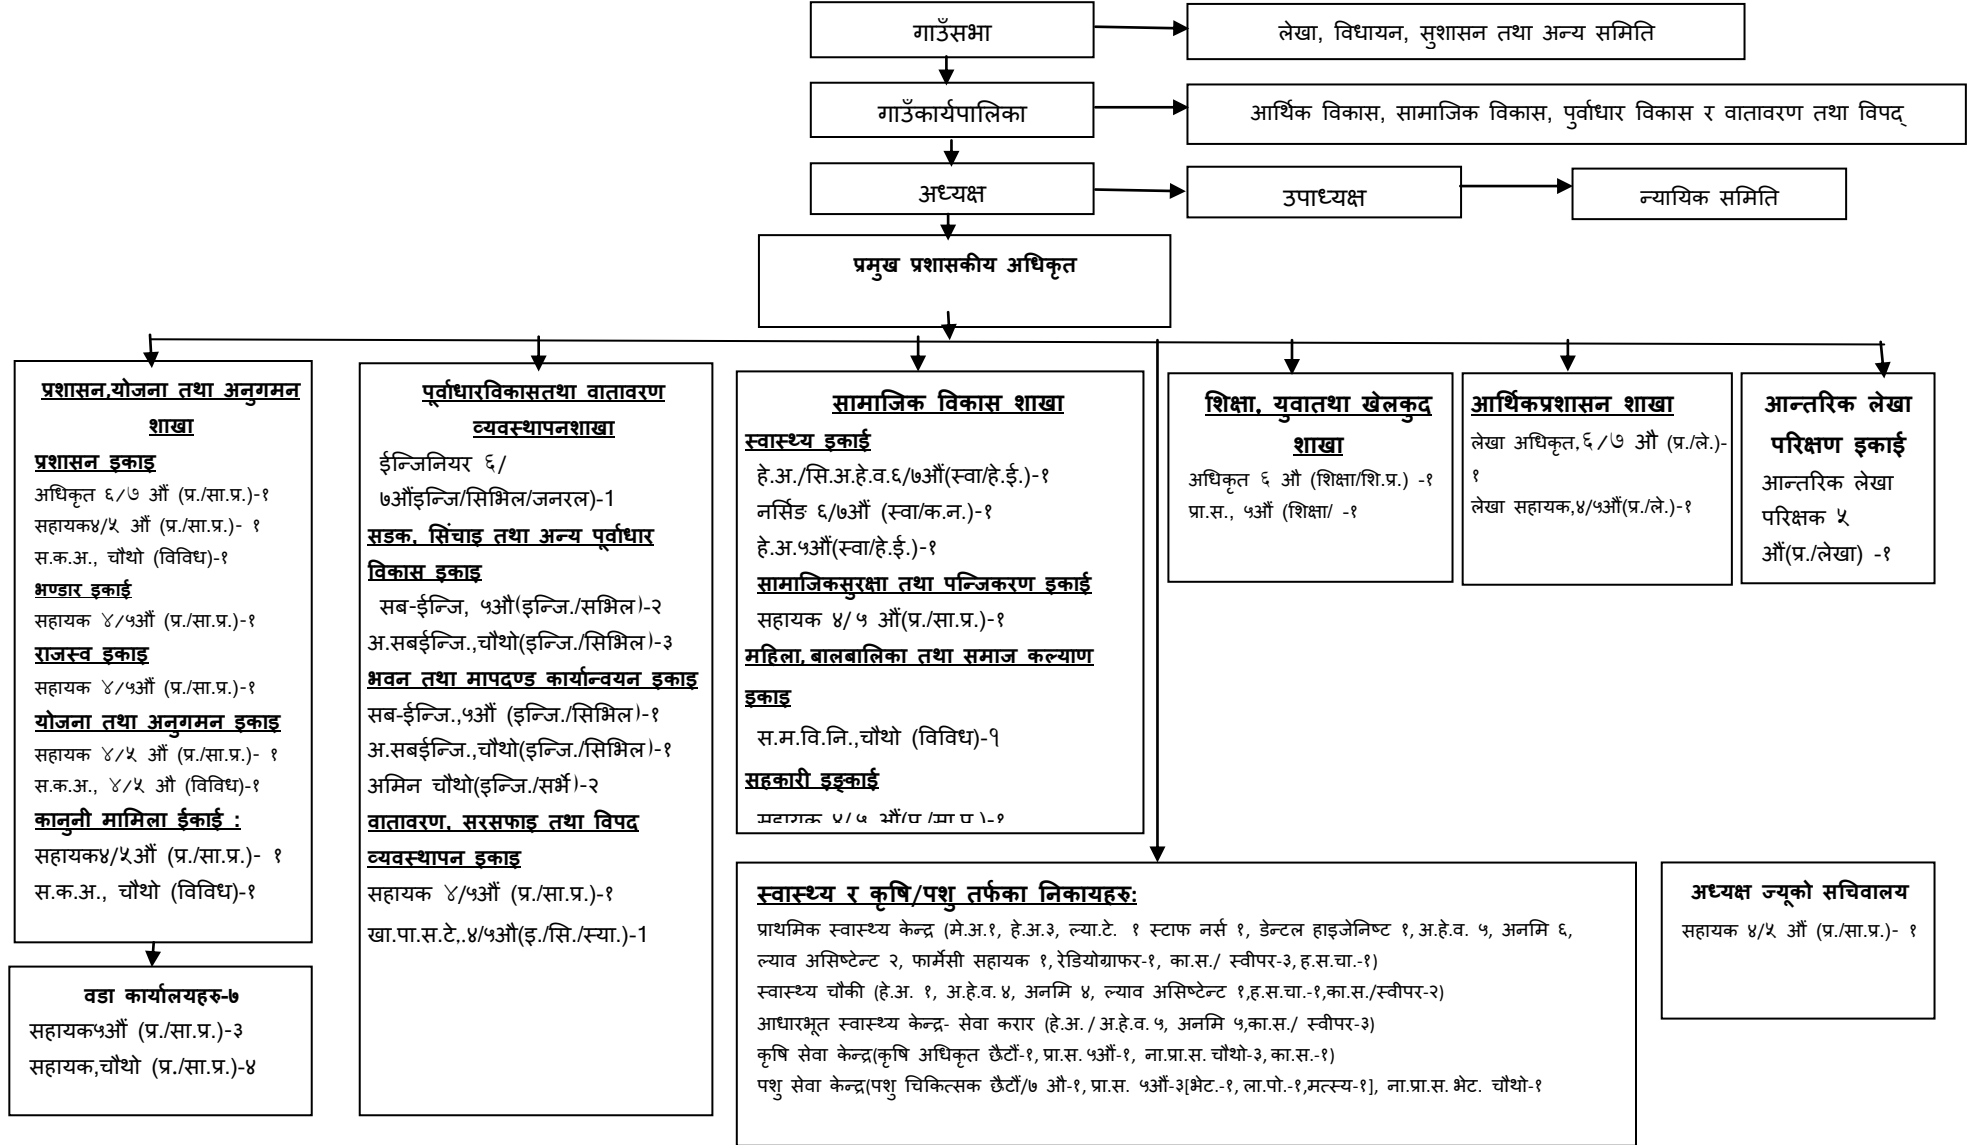 गाउँसभा
लेखा, विधायन, सुशासन तथा अन्य समिति
गाउँकार्यपालिका
आर्थिक विकास, सामाजिक विकास, पुर्वाधार विकास र वातावरण तथा विपद्
अध्यक्ष
उपाध्यक्ष
न्यायिक समिति
प्रमुख प्रशासकीय अधिकृत
प्रशासन,योजना तथा अनुगमन
शाखा
प्रशासन इकाइ
अधिकृत ६/७ औं (प्र./सा.प्र.)-१
सहायक४/५ औं (प्र./सा.प्र.)- १
स.क.अ., चौथो (विविध)-१
भण्डार इकाई
सहायक ४/५औं (प्र./सा.प्र.)-१
राजस्व इकाइ
सहायक ४/५औं (प्र./सा.प्र.)-१
योजना तथा अनुगमन इकाइ
सहायक ४/५ औं (प्र./सा.प्र.)- १
स.क.अ., ४/५ औ (विविध)-१
कानुनी मामिला ईकाई :
सहायक४/५औं (प्र./सा.प्र.)- १
स.क.अ., चौथो (विविध)-१
वडा कार्यालयहरु-७
सहायक५औं (प्र./सा.प्र.)-३
सहायक,चौथो (प्र./सा.प्र.)-४
पूर्वाधारविकासतथा वातावरण
व्यवस्थापनशाखा
ईन्जिनियर ६/
७औंइन्जि/सिभिल/जनरल)-1
सडक, सिंचाइ तथा अन्य पूर्वाधार
विकास इकाइ
सब-ईन्जि, ५औ(इन्जि./सभिल)-२
अ.सबईन्जि.,चौथो(इन्जि./सिभिल)-३
भवन तथा मापदण्ड कार्यान्वयन इकाइ
सब-ईन्जि.,५औं (इन्जि./सिभिल)-१
अ.सबईन्जि.,चौथो(इन्जि./सिभिल)-१
अमिन चौथो(इन्जि./सर्भे)-२
वातावरण, सरसफाइ तथा विपद
व्यवस्थापन इकाइ
सहायक ४/५औं (प्र./सा.प्र.)-१
खा.पा.स.टे,.४/५औ(इ./सि./स्या.)-1
सामाजिक विकास शाखा
स्वास्थ्य इकाई
हे.अ./सि.अ.हे.व.६/७औं(स्वा/हे.ई.)-१
नर्सिङ ६/७औं (स्वा/क.न.)-१
हे.अ.५औं(स्वा/हे.ई.)-१
सामाजिकसुरक्षा तथा पन्जिकरण इकाई
सहायक ४/५ औं(प्र./सा.प्र.)-१
महिला,बालबालिका तथा समाज कल्याण
इकाइ
स.म.वि.नि.,चौथो (विविध)-१
सहकारी इङ्काई
सहायक ४/५ औं(प्र./सा.प्र.)-१
शिक्षा, युवातथा खेलकुद
शाखा
अधिकृत ६ औ (शिक्षा/शि.प्र.) -१
प्रा.स., ५औं (शिक्षा/ -१
आर्थिकप्रशासन शाखा
लेखा अधिकृत,६/७ औ (प्र./ले.)-
१
लेखा सहायक,४/५औं(प्र./ले.)-१
आन्तरिक लेखा
परिक्षण इकाई
आन्तरिक लेखा
परिक्षक ५
औं(प्र./लेखा) -१
स्वास्थ्य र कृषि/पशु तर्फका निकायहरु:
प्राथमिक स्वास्थ्य केन्द्र (मे.अ.१, हे.अ.३, ल्या.टे. १ स्टाफ नर्स १, डेन्टल हाइजेनिष्ट १,अ.हे.व. ५, अनमि ६,
ल्याव असिष्टेन्ट २, फार्मेसी सहायक १,रेडियोग्राफर-१, का.स./ स्वीपर-३,ह.स.चा.-१)
स्वास्थ्य चौकी (हे.अ. १, अ.हे.व.४, अनमि ४, ल्याव असिष्टेन्ट १,ह.स.चा.-१,का.स./स्वीपर-२)
आधारभूत स्वास्थ्य केन्द्र- सेवा करार (हे.अ./अ.हे.व.५, अनमि ५,का.स./ स्वीपर-३)
कृषि सेवा केन्द्र(कृषि अधिकृत छैटौं-१,प्रा.स.५औं-१, ना.प्रा.स.चौथो-३,का.स.-१)
पशु सेवा केन्द्र(पशु चिकित्सक छैटौं/७ औ-१,प्रा.स. ५औं-३[भेट.-१,ला.पो.-१,मत्स्य-१], ना.प्रा.स.भेट. चौथो-१
अध्यक्ष ज्यूको सचिवालय
सहायक ४/५ औं (प्र./सा.प्र.)- १